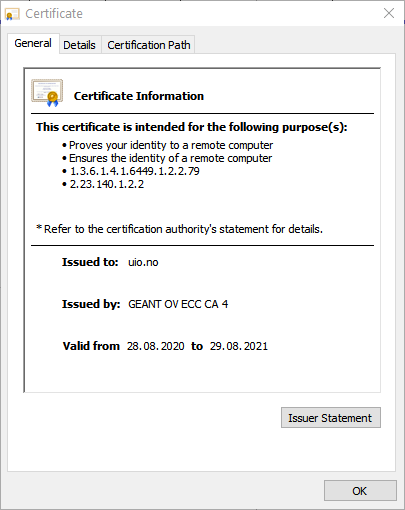 Certificate
General Details Certification Path
Certificate Information
This certificate is intended for the following purpose(s):
• Proves your identity to a remote computer
• Ensures the identity of a remote computer
• 1.3.6.1.4.1.6449.1.2.2.79
• 2.23.140.1.2.2
* Refer to the certification authority's statement for details.
Issued to: uio.no
Issued by: GEANT OV ECC CA 4
Valid from 28.08.2020 to 29.08.2021
Issuer Statement
OK